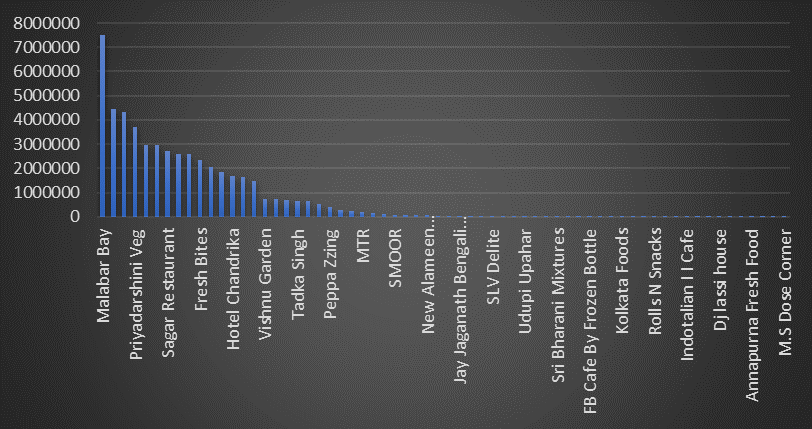 8000000
7000000
6000000
5000000
4000000
3000000
2000000
1000000
0
Malabar Bay
Priyadarshini Veg
Sagar Restaurant
Fresh Bites
Hotel Chandrika
Vishnu Garden
Tadka Singh
Peppa Zzing
MTR
SMOOR
New Alameen…
Jay Jaganath Bengali…
SLV Delite
Udupi Upahar
Sri Bharani Mixtures
FB Cafe By Frozen Bottle
Kolkata Foods
Rolls N Snacks
Indotalian I I Cafe
Dj lassi house
Annapurna Fresh Food
M.S Dose Corner